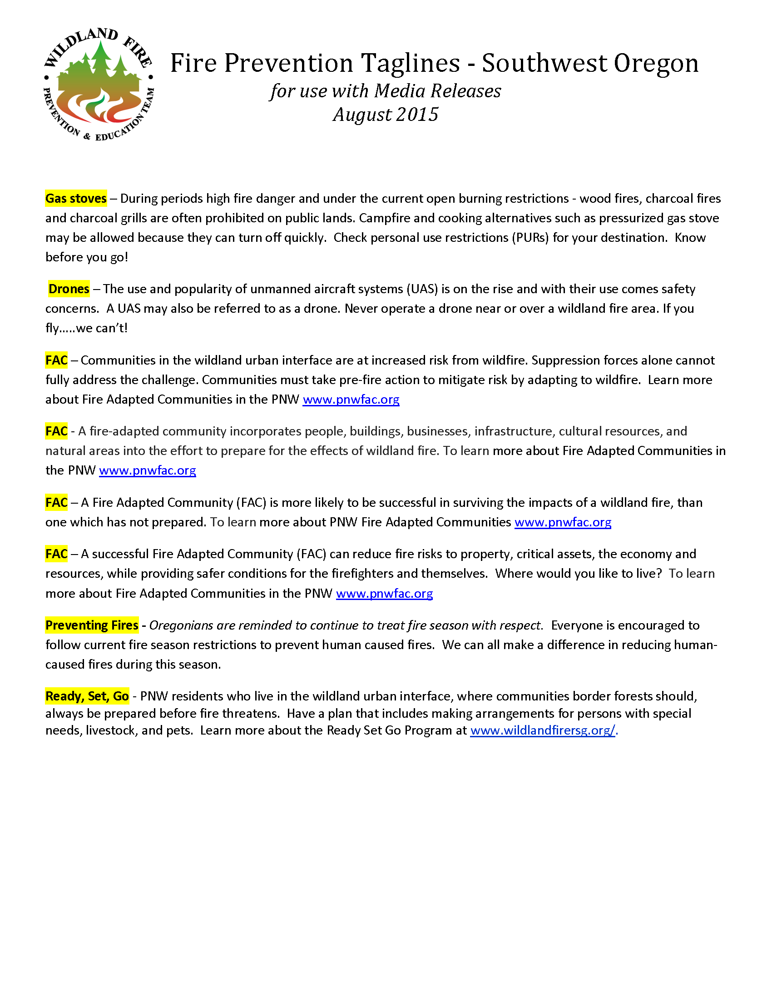 WILDLAND FIRE
PREVENTION & EDUCATION TEAM
Fire Prevention Taglines - Southwest Oregon
for use with Media Releases
August 2015
Gas stoves – During periods high fire danger and under the current open burning restrictions - wood fires, charcoal fires
and charcoal grills are often prohibited on public lands. Campfire and cooking alternatives such as pressurized gas stove
may be allowed because they can turn off quickly.  Check personal use restrictions (PURs) for your destination.  Know
before you go!
Drones – The use and popularity of unmanned aircraft systems (UAS) is on the rise and with their use comes safety
concerns.  A UAS may also be referred to as a drone. Never operate a drone near or over a wildland fire area. If you
fly…..we can’t!
FAC – Communities in the wildland urban interface are at increased risk from wildfire. Suppression forces alone cannot
fully address the challenge. Communities must take pre-fire action to mitigate risk by adapting to wildfire.  Learn more
about Fire Adapted Communities in the PNW www.pnwfac.org
FAC - A fire-adapted community incorporates people, buildings, businesses, infrastructure, cultural resources, and
natural areas into the effort to prepare for the effects of wildland fire. To learn more about Fire Adapted Communities in
the PNW www.pnwfac.org
FAC – A Fire Adapted Community (FAC) is more likely to be successful in surviving the impacts of a wildland fire, than
one which has not prepared. To learn more about PNW Fire Adapted Communities www.pnwfac.org
FAC – A successful Fire Adapted Community (FAC) can reduce fire risks to property, critical assets, the economy and
resources, while providing safer conditions for the firefighters and themselves.  Where would you like to live?  To learn
more about Fire Adapted Communities in the PNW www.pnwfac.org
Preventing Fires - Oregonians are reminded to continue to treat fire season with respect.  Everyone is encouraged to
follow current fire season restrictions to prevent human caused fires.  We can all make a difference in reducing human-
caused fires during this season.
Ready, Set, Go - PNW residents who live in the wildland urban interface, where communities border forests should,
always be prepared before fire threatens.  Have a plan that includes making arrangements for persons with special
needs, livestock, and pets.  Learn more about the Ready Set Go Program at www.wildlandfirersg.org/.